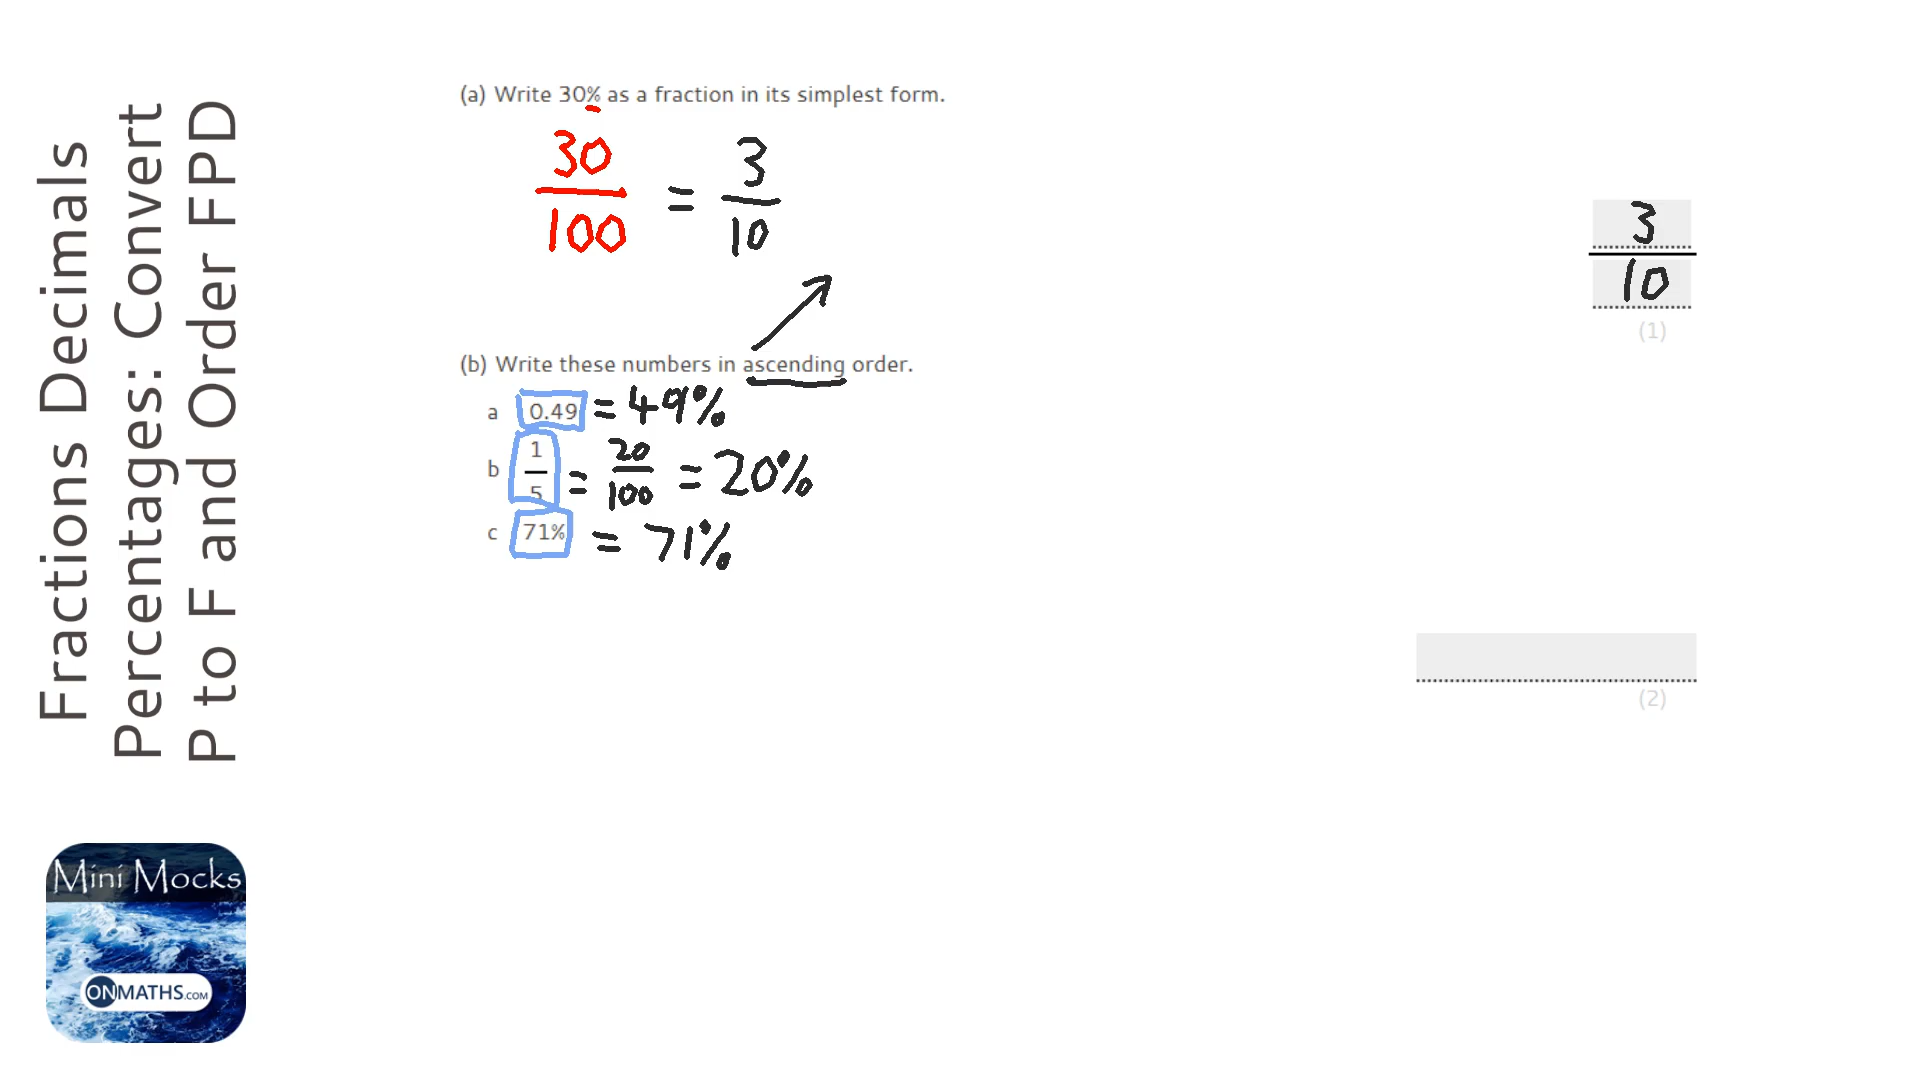 Fractions Decimals
Percentages: Convert
P to F and Order FPD
(a) Write 30% as a fraction in its simplest form.
30/100 = 3/10
3
10
(1)
(b) Write these numbers in ascending order.
a 0.49 = 49%
b 1/5 = 20/100 = 20%
c 71% = 71%
(2)
Mini Mocks
ONMATHS.COM